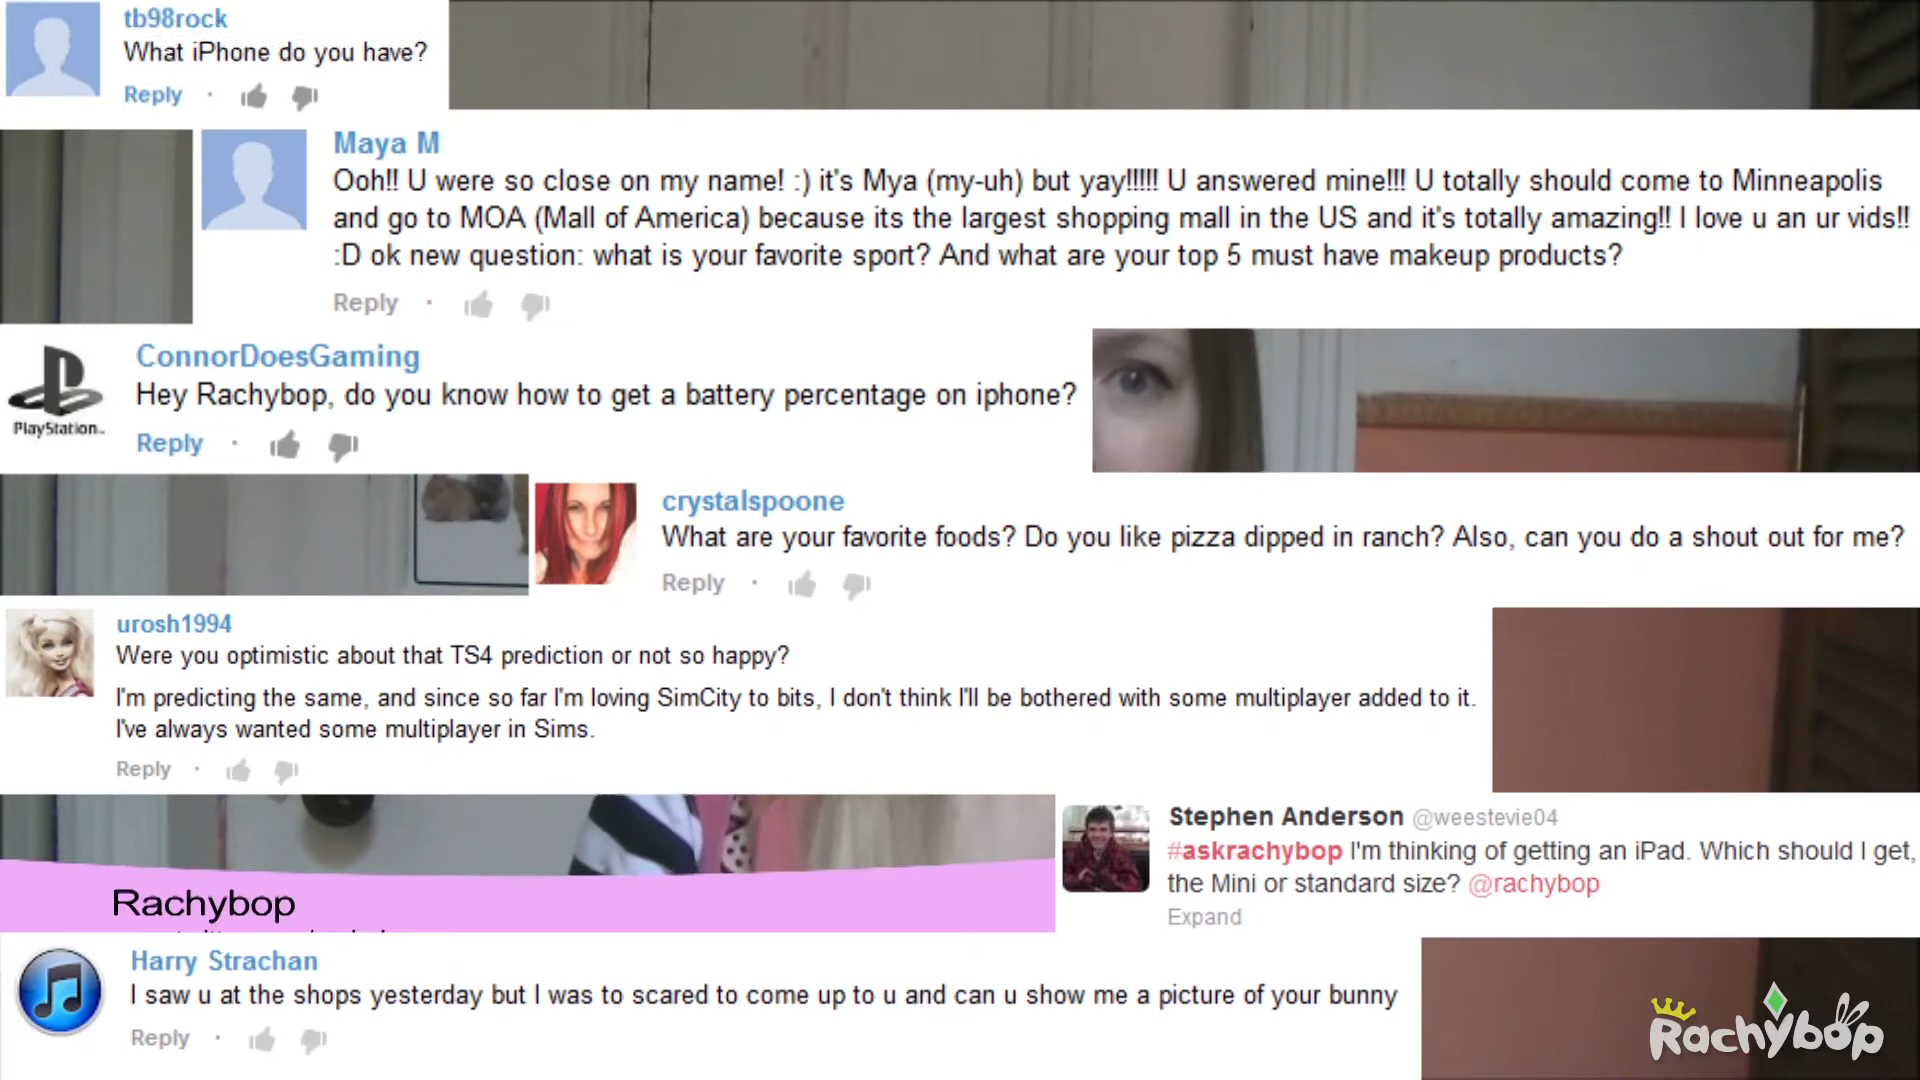 tb98rock
What iPhone do you have?
Reply
Maya M
Ooh!! U were so close on my name! :) it's Mya (my-uh) but yay!!!!! U answered mine!!! U totally should come to Minneapolis
and go to MOA (Mall of America) because its the largest shopping mall in the US and it's totally amazing!! I love u an ur vids!!
:D ok new question: what is your favorite sport? And what are your top 5 must have makeup products?
Reply
PlayStation
ConnorDoesGaming
Hey Rachybop, do you know how to get a battery percentage on iphone?
Reply
crystalspoone
What are your favorite foods? Do you like pizza dipped in ranch? Also, can you do a shout out for me?
Reply
urosh1994
Were you optimistic about that TS4 prediction or not so happy?
I'm predicting the same, and since so far I'm loving SimCity to bits, I don't think I'll be bothered with some multiplayer added to it.
I've always wanted some multiplayer in Sims.
Reply
Stephen Anderson @weestevie04
#askrachybop I'm thinking of getting an iPad. Which should I get,
the Mini or standard size? @rachybop
Expand
Rachybop
Harry Strachan
I saw u at the shops yesterday but I was to scared to come up to u and can u show me a picture of your bunny
Reply
Rachybop